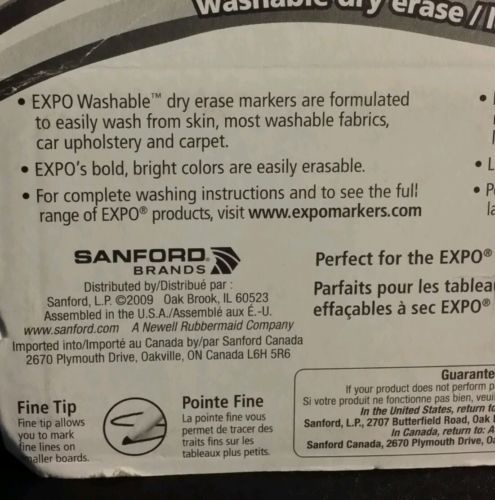 Washable dry erase /
• EXPO Washable™ dry erase markers are formulated
to easily wash from skin, most washable fabrics,
car upholstery and carpet.
• EXPO's bold, bright colors are easily erasable.
• For complete washing instructions and to see the full
range of EXPO® products, visit www.expomarkers.com
SANFORD®
BRANDS
Distributed by/Distribué par :
Sanford, L.P. ©2009 Oak Brook, IL 60523
Assembled in the U.S.A./Assemblé aux É.-U.
www.sanford.com A Newell Rubbermaid Company
Imported into/Importé au Canada by/par Sanford Canada
2670 Plymouth Drive, Oakville, ON Canada L6H 5R6
Perfect for the EXPO®
Parfaits pour les tablea
effaçables à sec EXPO®
Fine Tip
Fine tip allows
you to mark
fine lines on
maller boards.
Pointe Fine
La pointe fine vous
permet de tracer des
traits fins sur les
tableaux plus petits.
Guarante
If your product does not perform p
Si votre produit ne fonctionne pas bien, veui
In the United States, return to
Sanford, L.P., 2707 Butterfield Road, Oak
In Canada, return to: A
Sanford Canada, 2670 Plymouth Drive, Oa